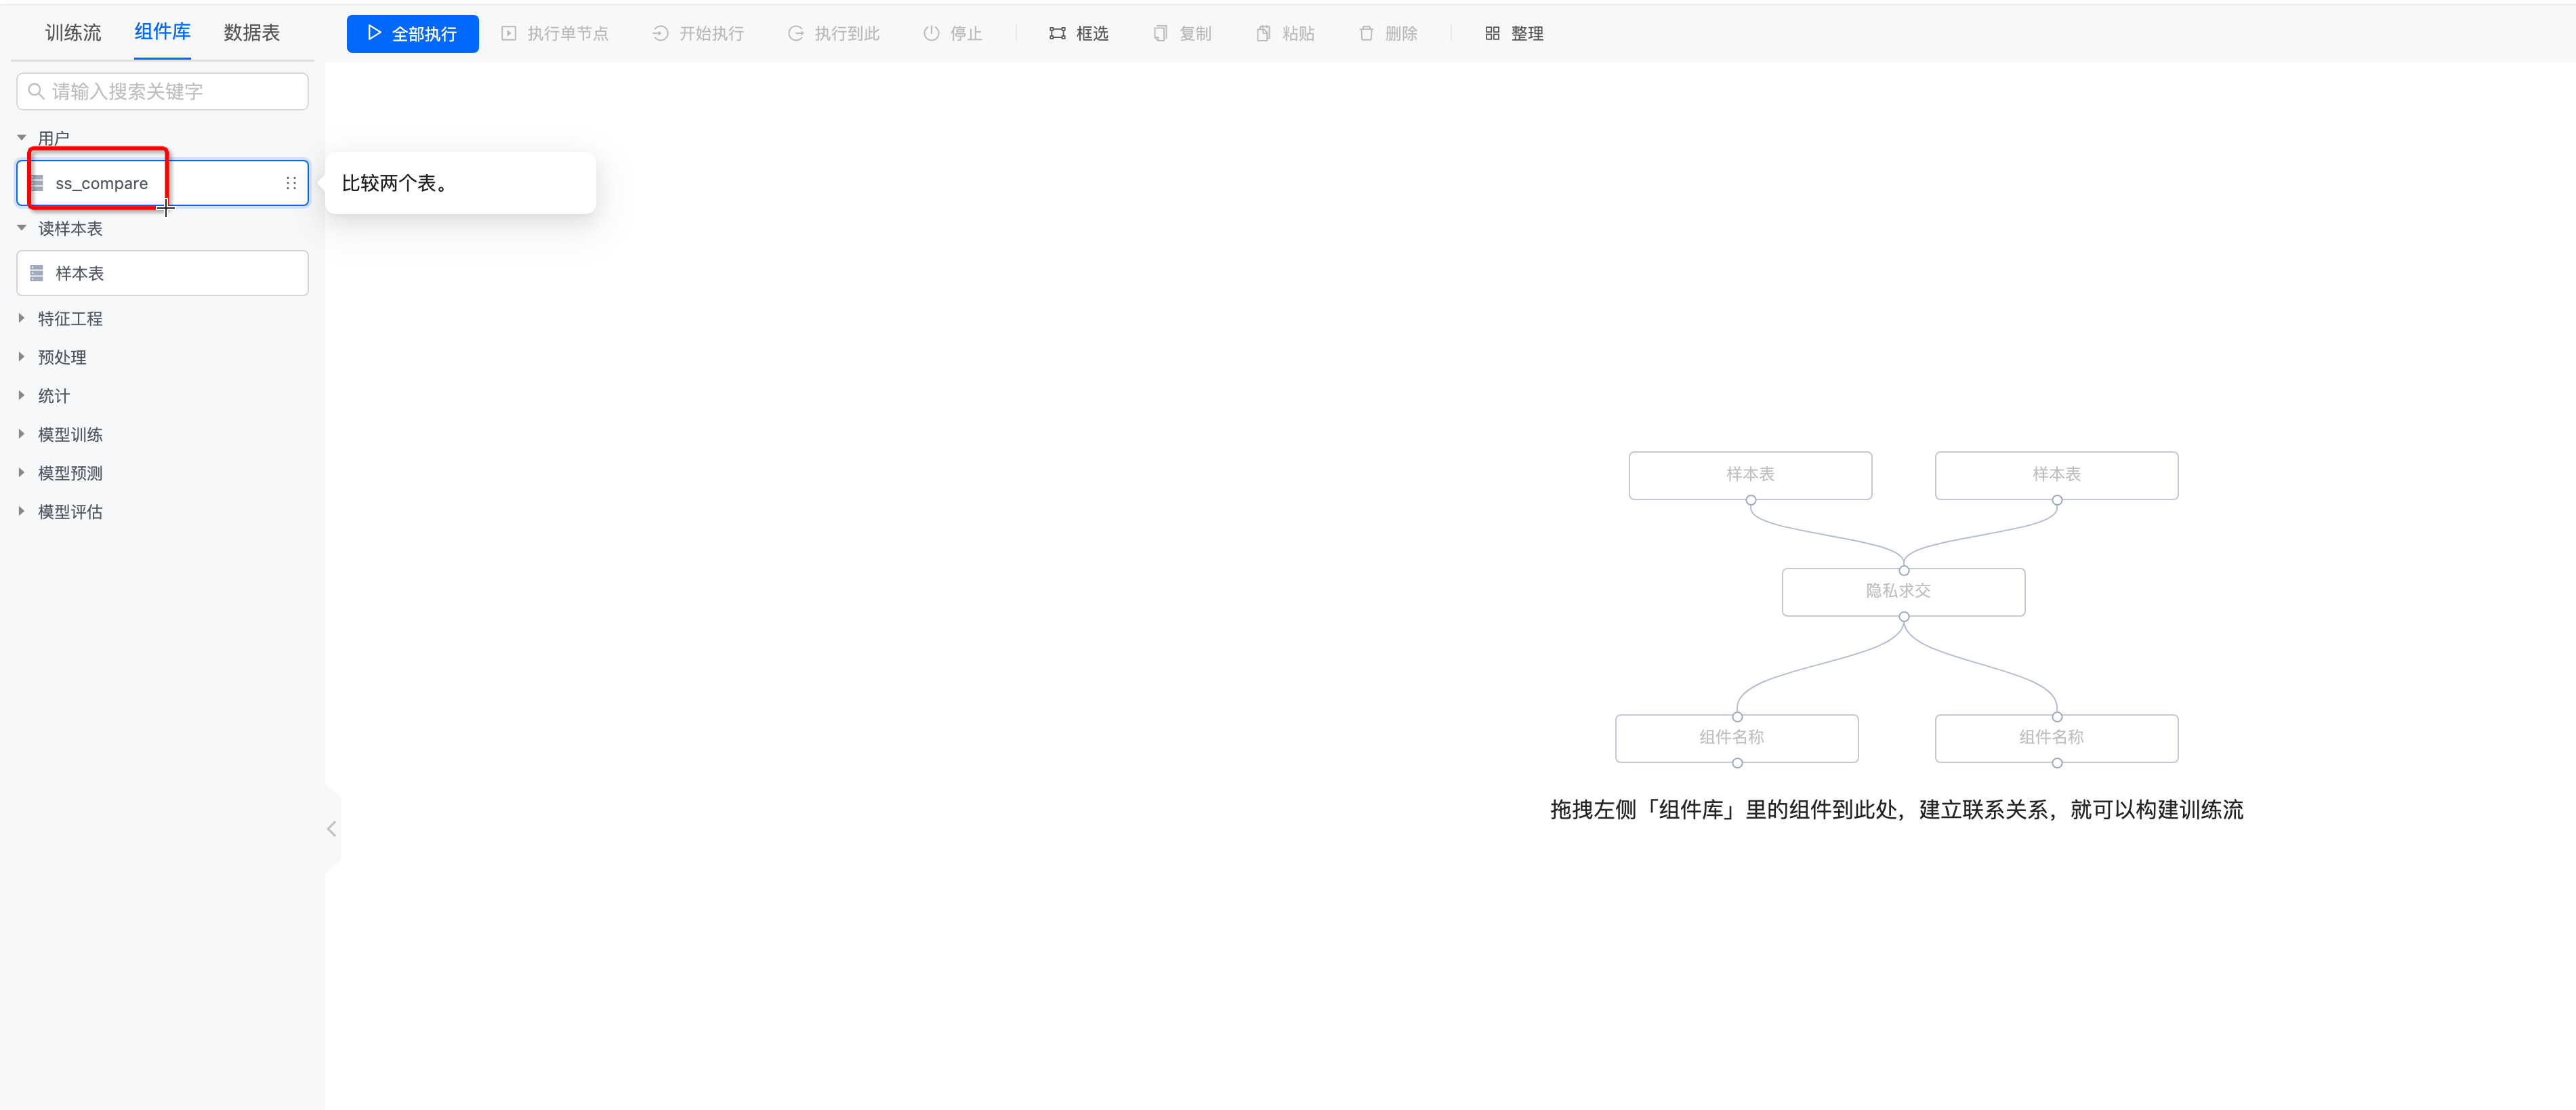 训练流 组件库 数据表 全部执行 执行单节点 开始执行 执行到此 停止 框选 复制 粘贴 删除 整理
请输入搜索关键字
用户
ss_compare
比较两个表。
读样本表
样本表
特征工程
预处理
统计
模型训练
模型预测
模型评估
样本表 样本表
隐私求交
组件名称 组件名称
拖拽左侧「组件库」里的组件到此处，建立联系关系，就可以构建训练流